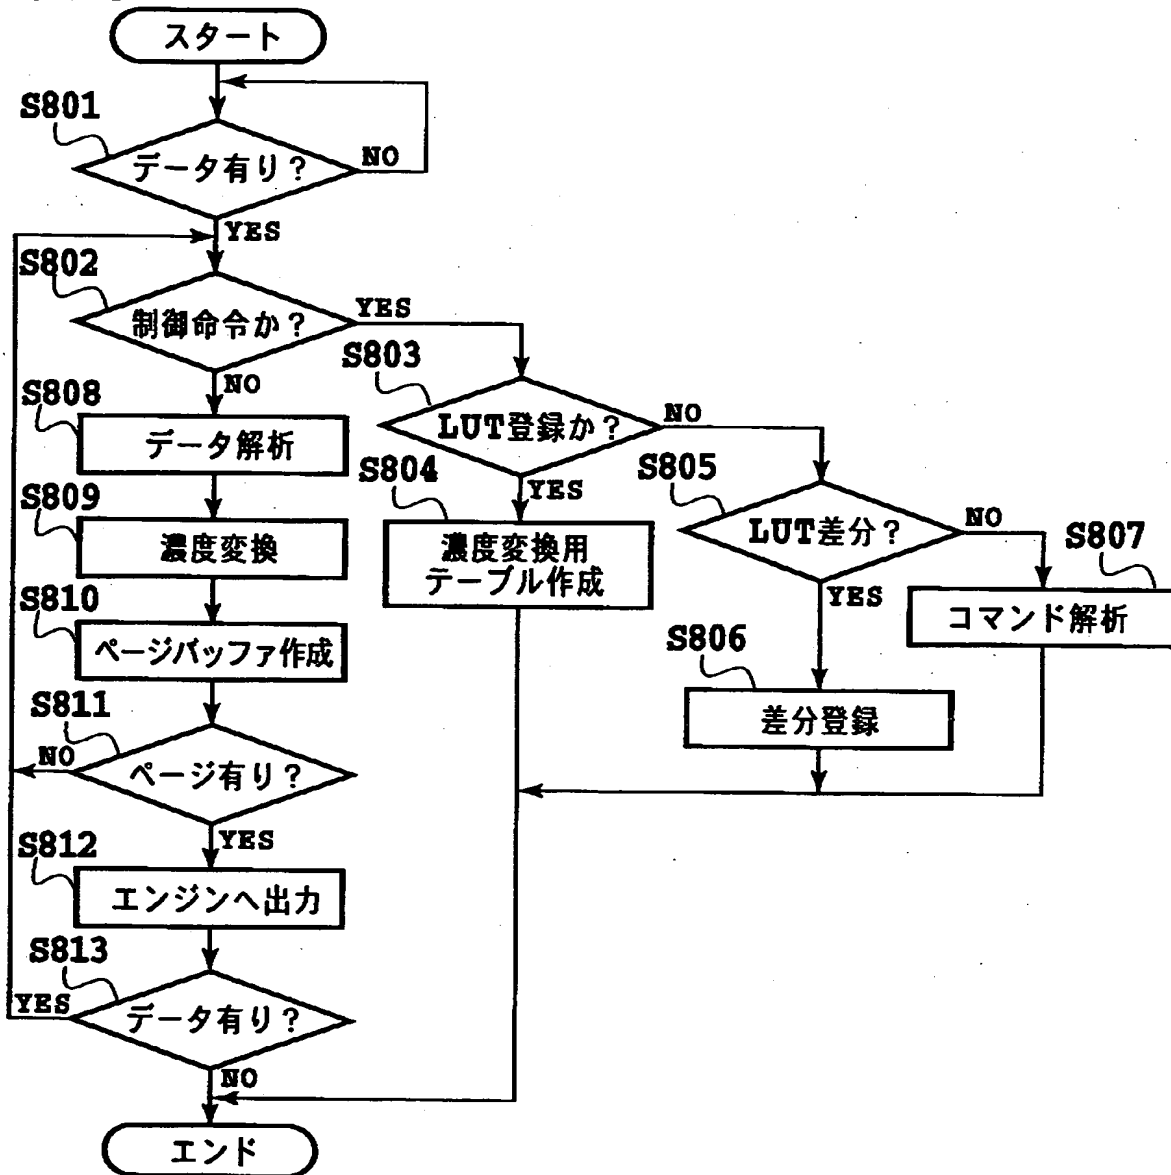 スタート
S801
データ有り?
NO
YES
S802
制御命令か?
YES
NO
S803
LUT登録か?
NO
YES
S804
濃度変換用
テーブル作成
S805
LUT差分?
NO
YES
S806
差分登録
S807
コマンド解析
S808
データ解析
S809
濃度変換
S810
ページバッファ作成
S811
ページ有り?
NO
YES
S812
エンジンへ出力
S813
データ有り?
YES
NO
エンド